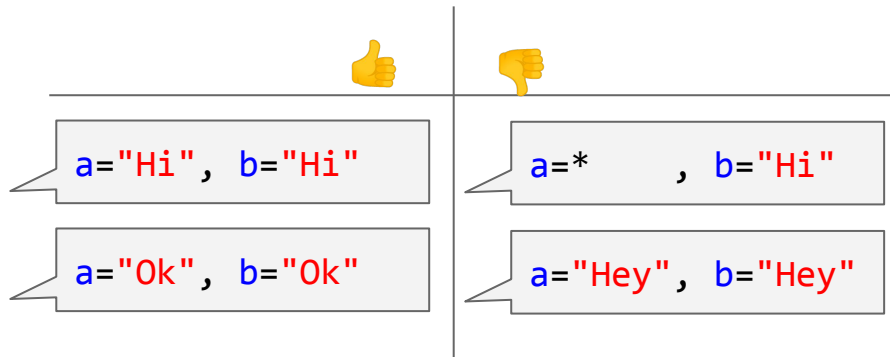 a="Hi", b="Hi"
a="Ok", b="Ok"
a=*    , b="Hi"
a="Hey", b="Hey"